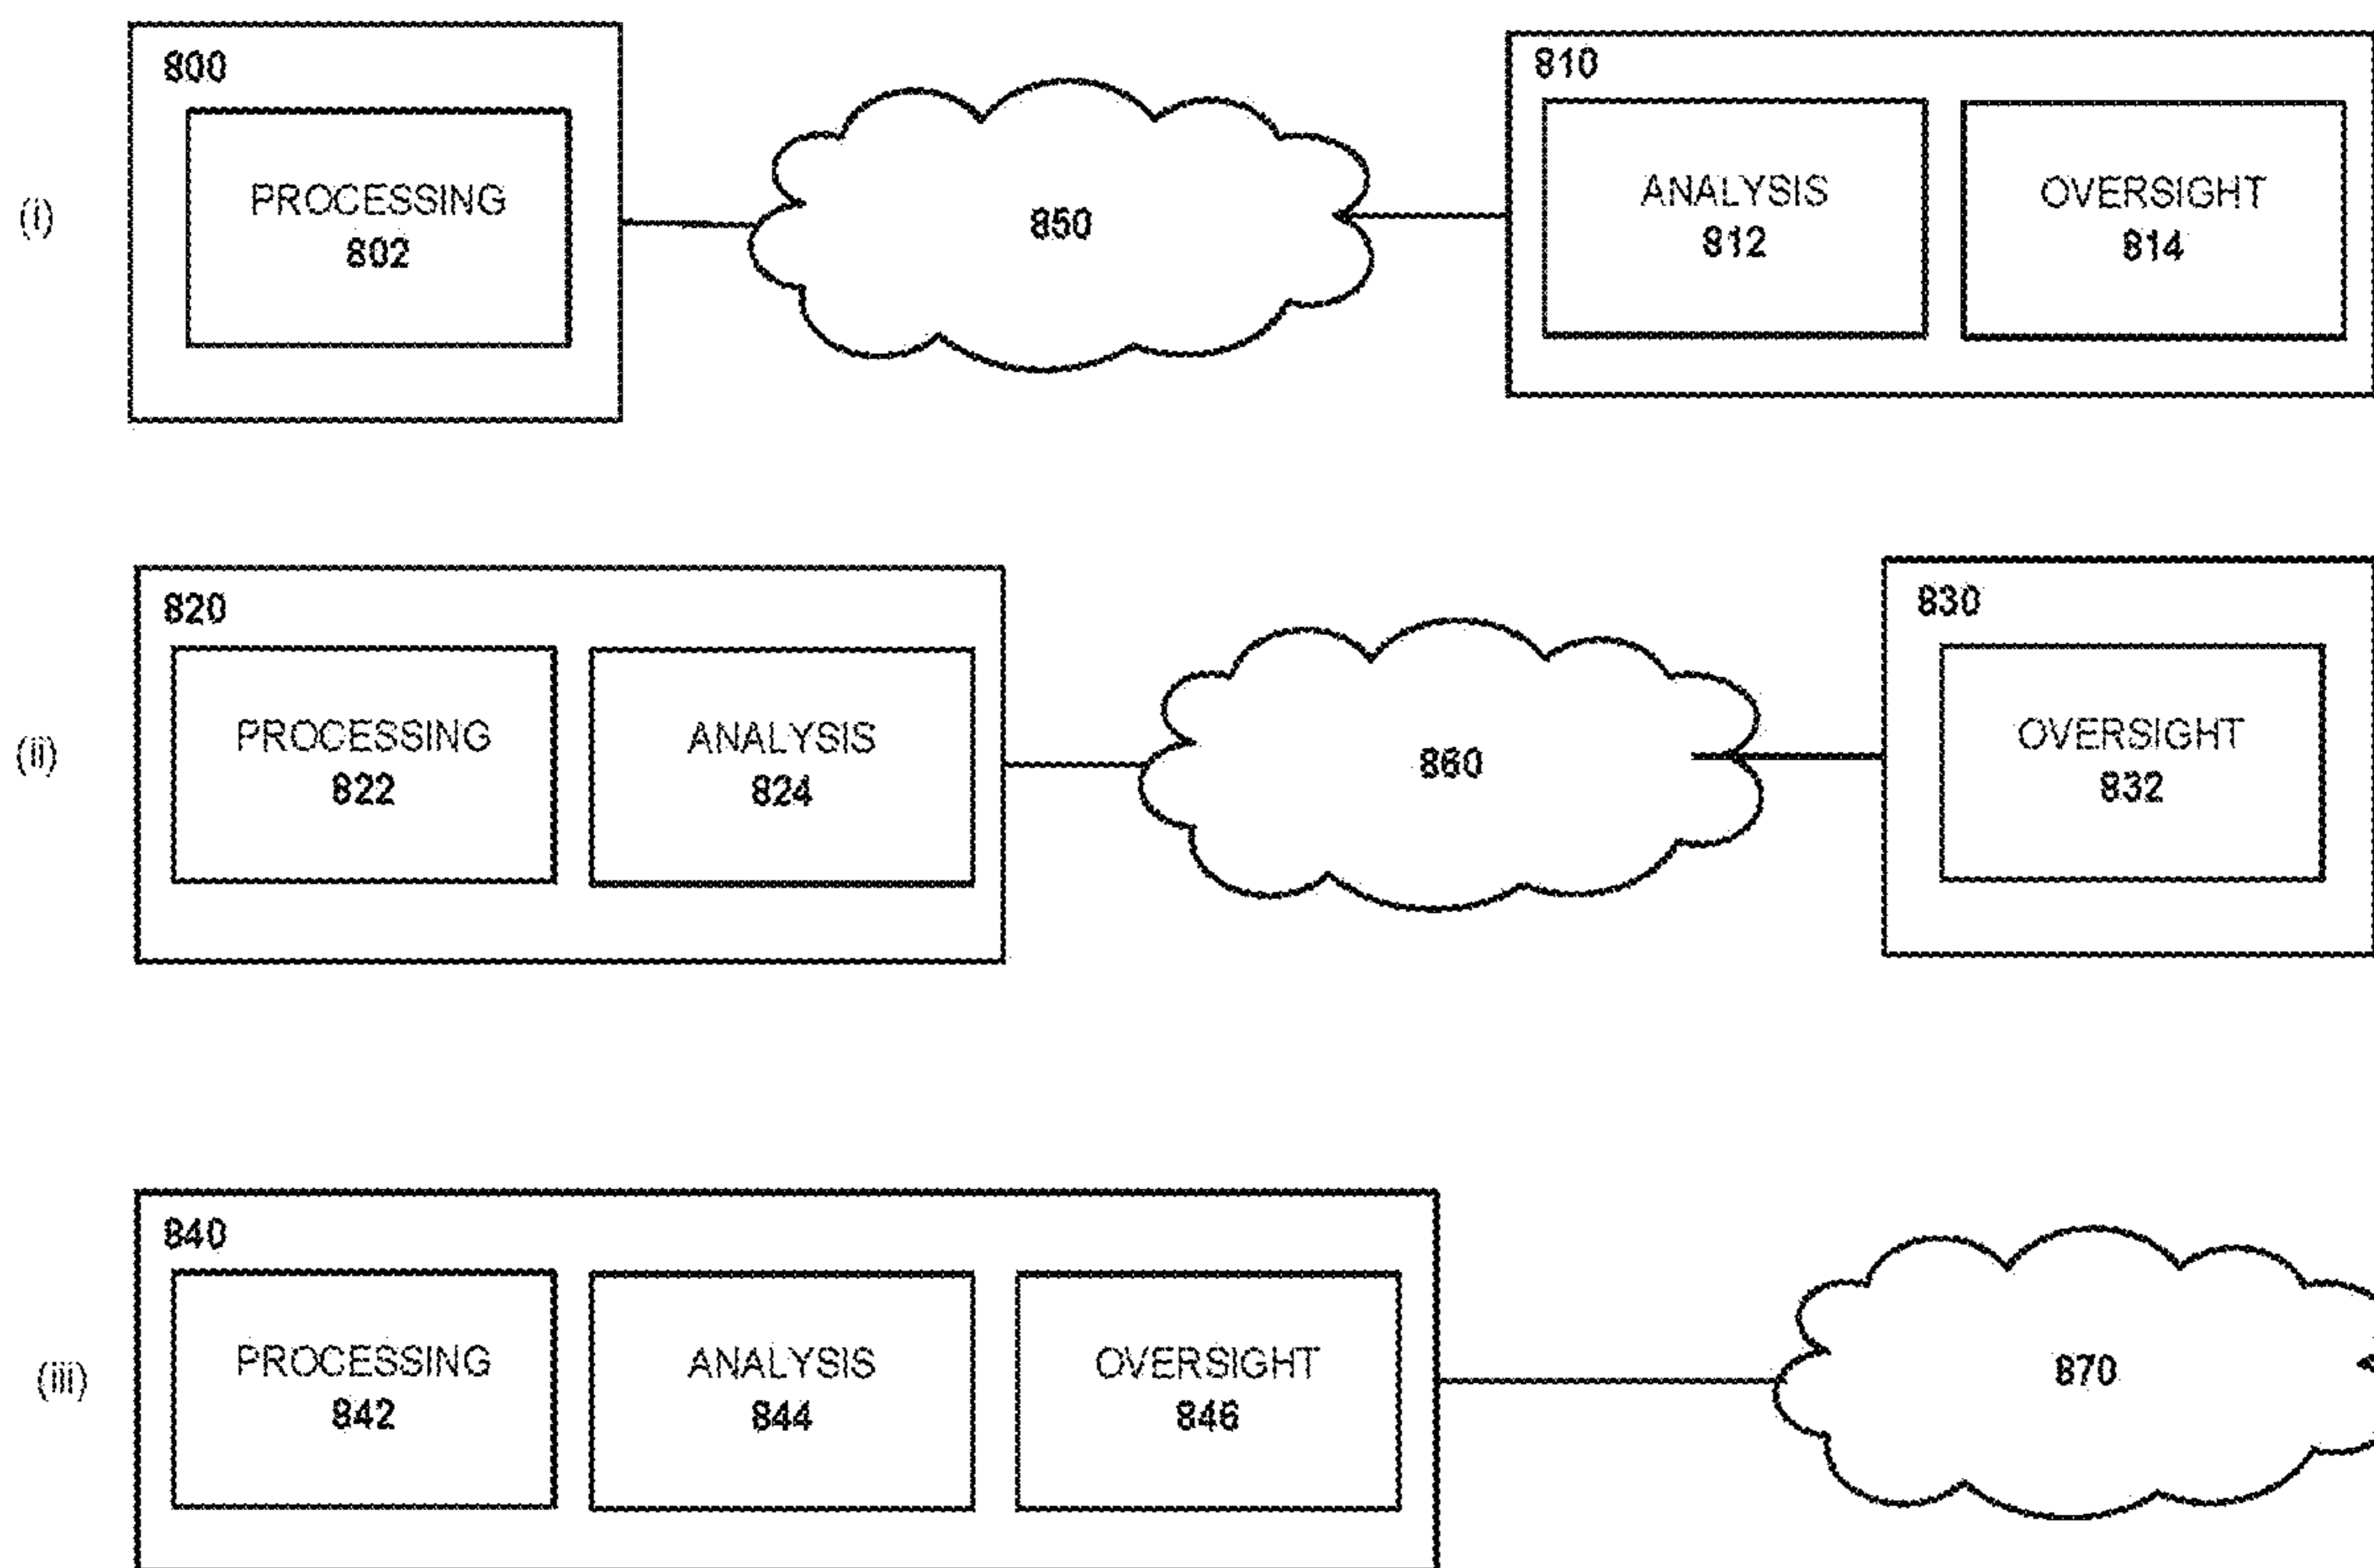 800
810
PROCESSING
802
850
ANALYSIS
812
OVERSIGHT
814
(i)
820
830
PROCESSING
822
ANALYSIS
824
860
OVERSIGHT
832
(ii)
840
PROCESSING
842
ANALYSIS
844
OVERSIGHT
846
870
(iii)